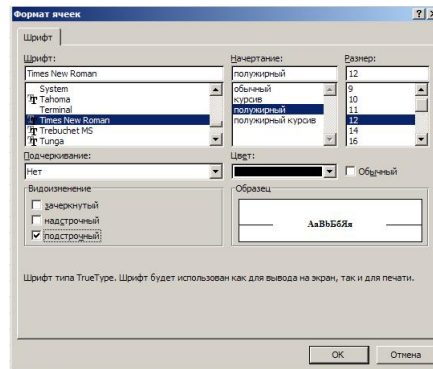 Формат ячеек
Шрифт
Шрифт: Начертание: Размер:
Times New Roman полужирный 12
System обычный 9
Tahoma курсив 10
Terminal полужирный 11
Times New Roman полужирный курсив 12
Trebuchet MS 14
Tunga 16
Подчеркивание: Цвет:
Нет Обычный
Видоизменение Образец
зачеркнутый
надстрочный
подстрочный
АаВbБбЯя
Шрифт типа TrueType. Шрифт будет использован как для вывода на экран, так и для печати.
ОК Отмена